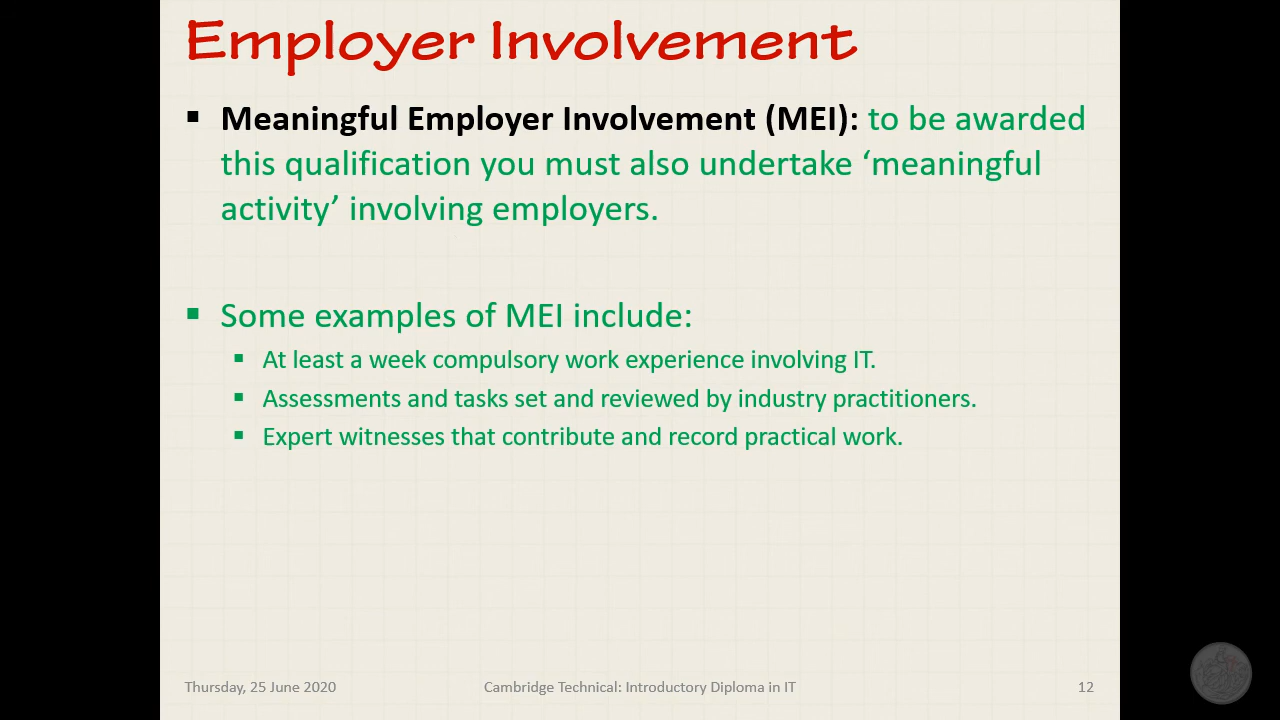 Employer Involvement
▪ Meaningful Employer Involvement (MEI): to be awarded
this qualification you must also undertake ‘meaningful
activity’ involving employers.
▪ Some examples of MEI include:
▪ At least a week compulsory work experience involving IT.
▪ Assessments and tasks set and reviewed by industry practitioners.
▪ Expert witnesses that contribute and record practical work.
Thursday, 25 June 2020
Cambridge Technical: Introductory Diploma in IT
12